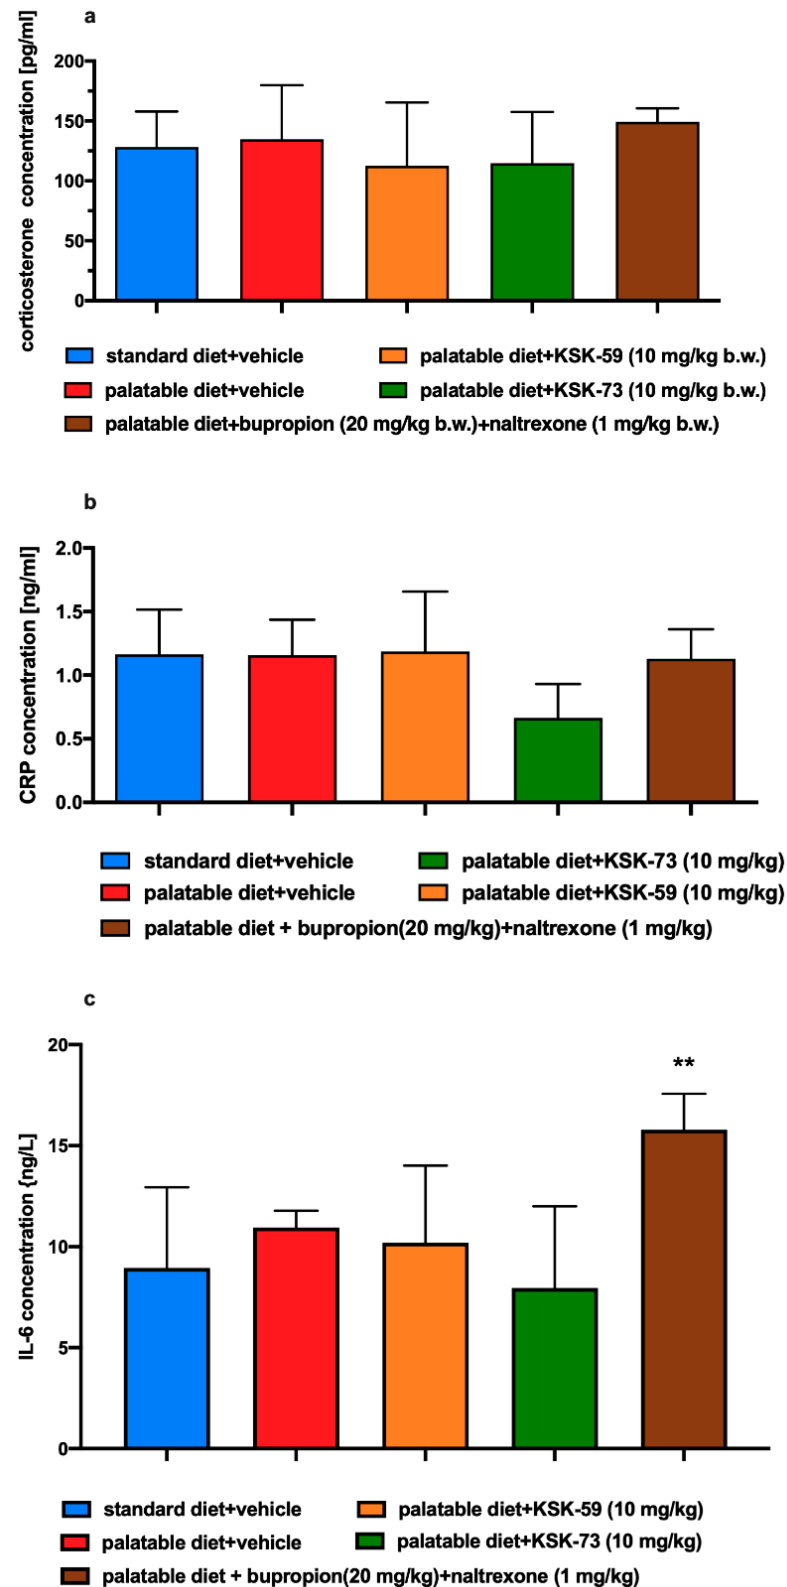 a
corticosterone concentration [pg/ml]
200
150
100
50
0
standard diet+vehicle
palatable diet+KSK-59 (10 mg/kg b.w.)
palatable diet+vehicle
palatable diet+KSK-73 (10 mg/kg b.w.)
palatable diet+bupropion (20 mg/kg b.w.)+naltrexone (1 mg/kg b.w.)
b
CRP concentration [ng/ml]
2.0
1.5
1.0
0.5
0.0
standard diet+vehicle
palatable diet+KSK-73 (10 mg/kg)
palatable diet+vehicle
palatable diet+KSK-59 (10 mg/kg)
palatable diet + bupropion(20 mg/kg)+naltrexone (1 mg/kg)
c
IL-6 concentration {ng/L]
20
15
10
5
0
**
standard diet+vehicle
palatable diet+KSK-59 (10 mg/kg)
palatable diet+vehicle
palatable diet+KSK-73 (10 mg/kg)
palatable diet + bupropion(20 mg/kg)+naltrexone (1 mg/kg)